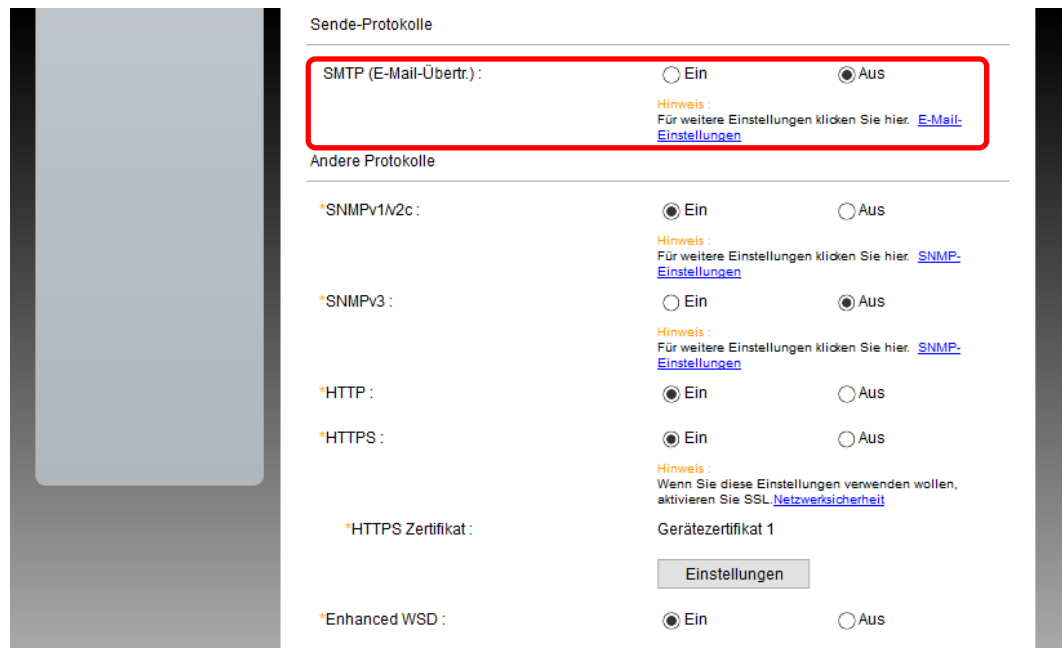 Sende-Protokolle
SMTP (E-Mail-Übertr.) : Ein Aus
Hinweis :
Für weitere Einstellungen klicken Sie hier. E-Mail-
Einstellungen
Andere Protokolle
*SNMPv1/v2c : Ein Aus
Hinweis :
Für weitere Einstellungen klicken Sie hier. SNMP-
Einstellungen
*SNMPv3 : Ein Aus
Hinweis :
Für weitere Einstellungen klicken Sie hier. SNMP-
Einstellungen
*HTTP : Ein Aus
*HTTPS : Ein Aus
Hinweis :
Wenn Sie diese Einstellungen verwenden wollen,
aktivieren Sie SSL.Netzwerksicherheit
*HTTPS Zertifikat : Gerätezertifikat 1
Einstellungen
*Enhanced WSD : Ein Aus